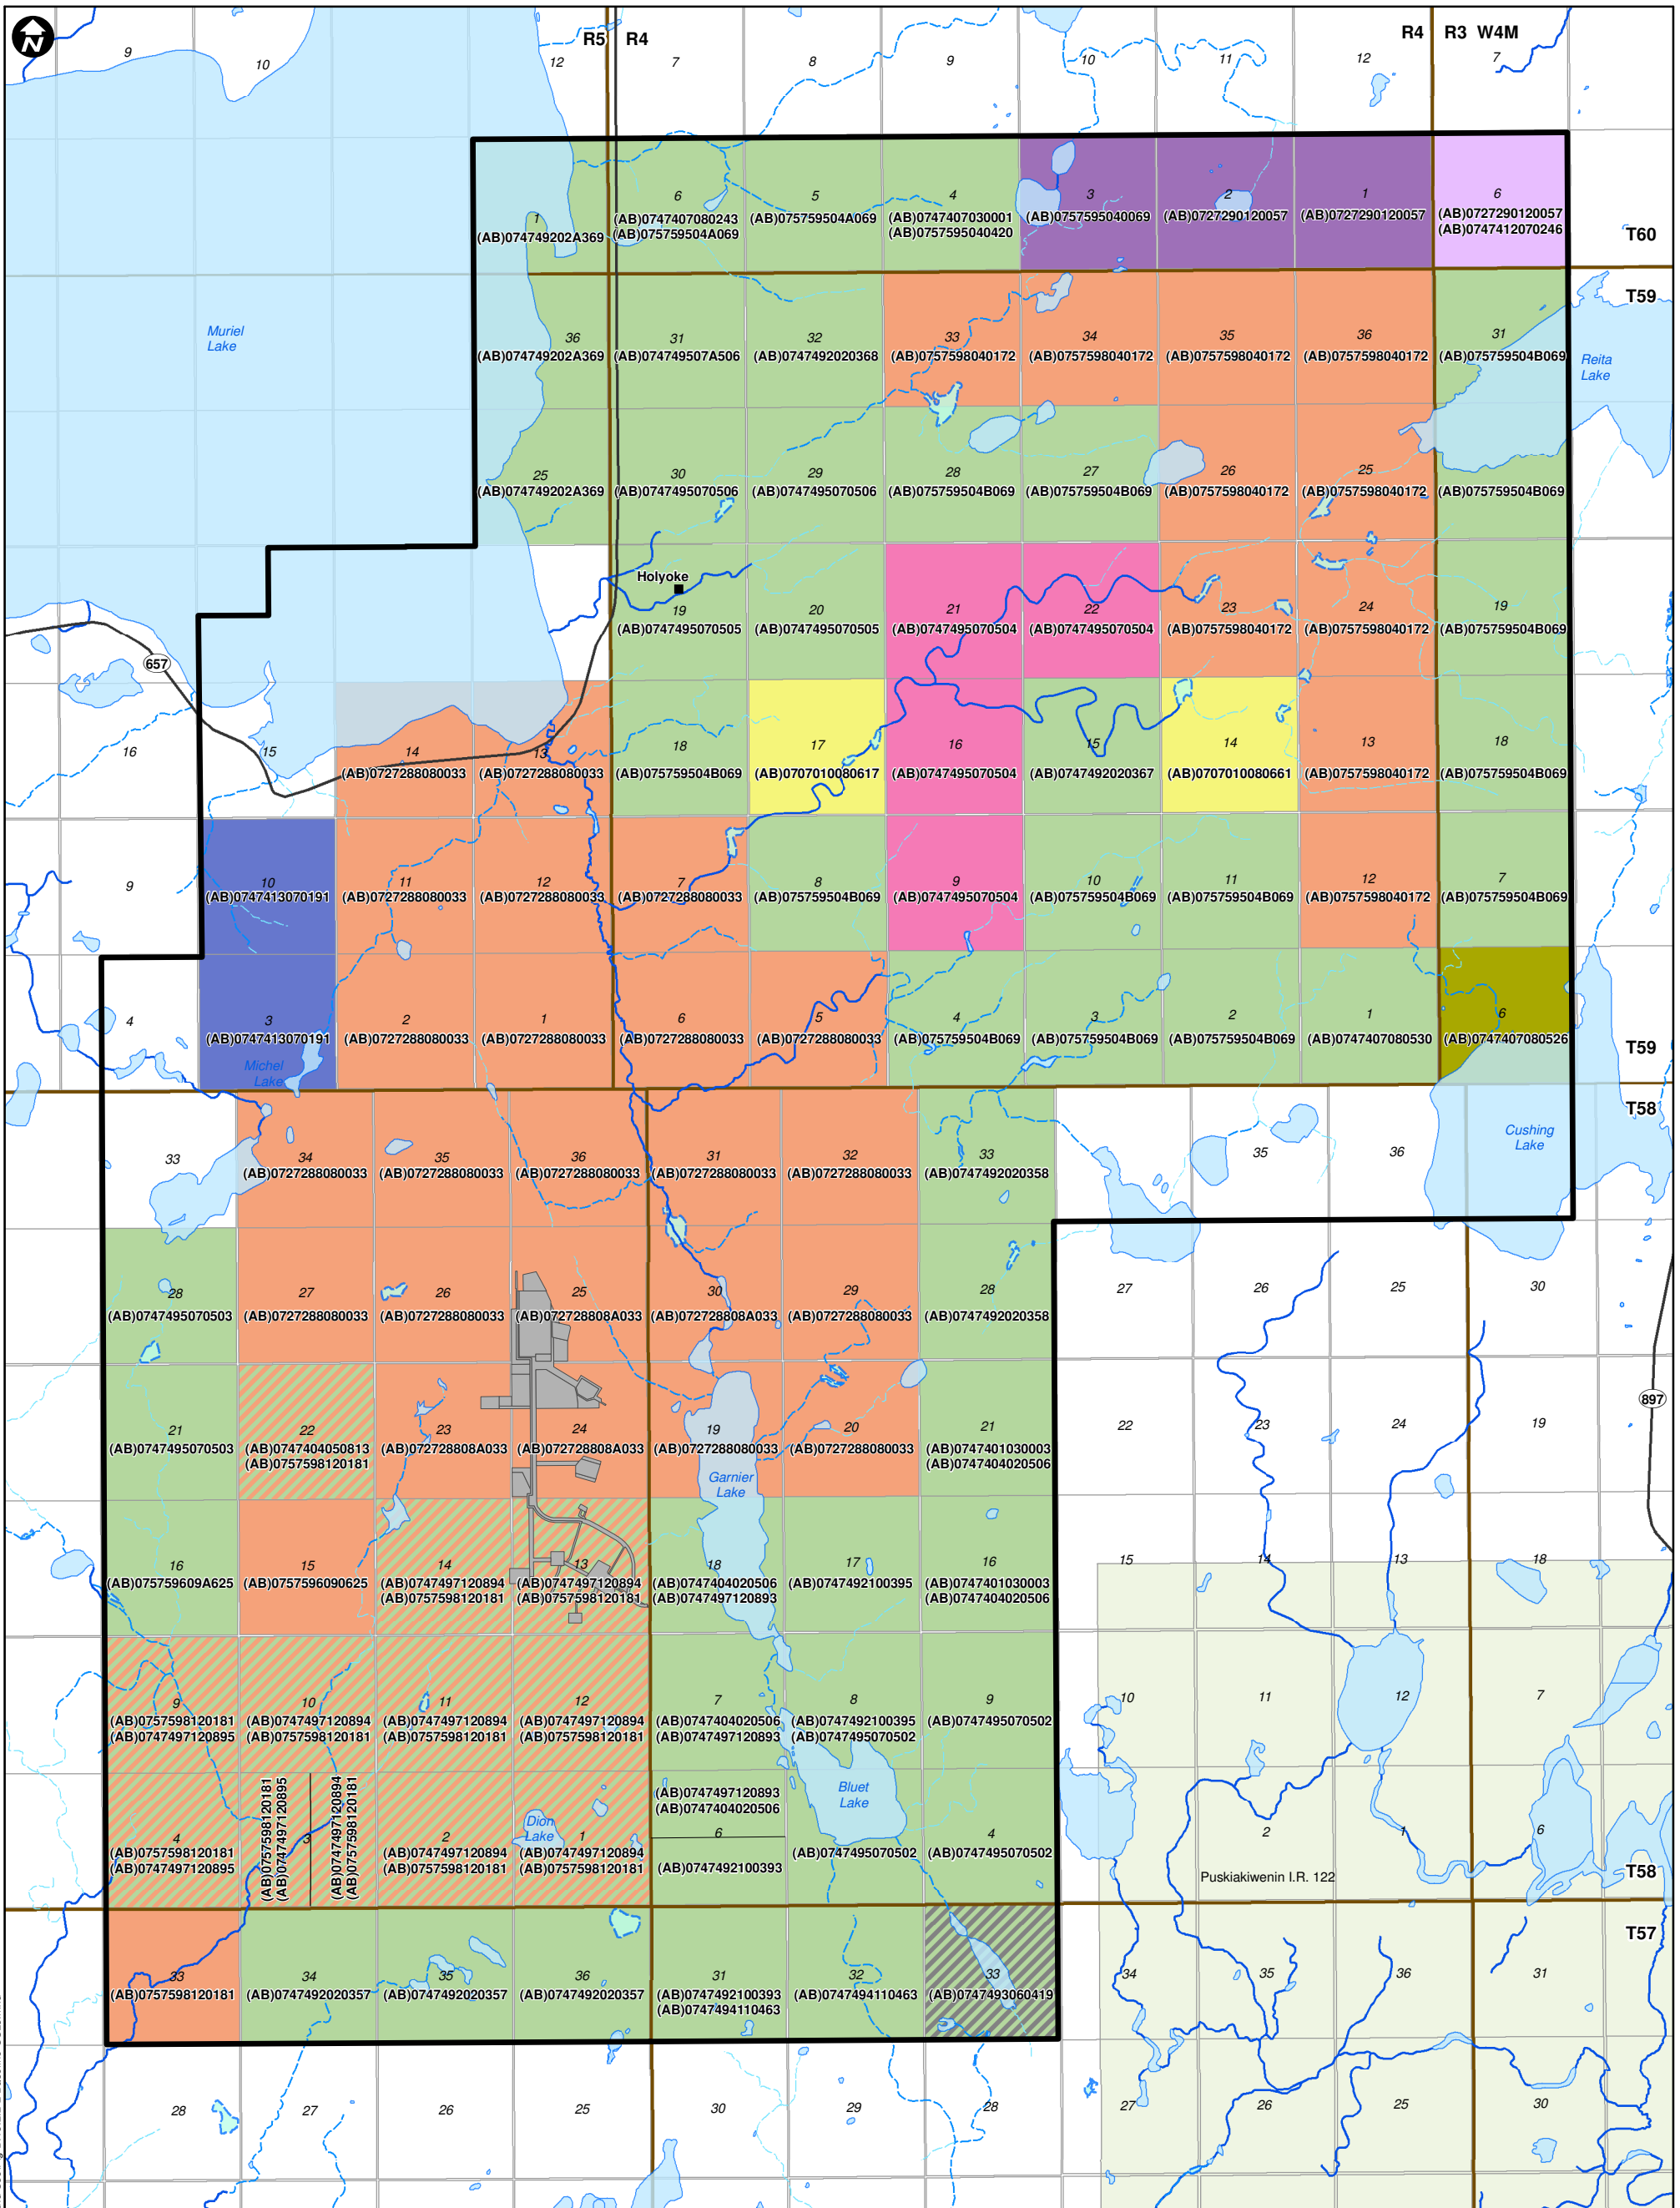 N
R5 R4
R4 R3 W4M
9 10 12 7 8 9 10 11 12 7
1
(AB)074749202A369
6
(AB)0747407080243
(AB)075759504A069
5
(AB)075759504A069
4
(AB)0747407030001
(AB)0757595040420
3
(AB)0757595040069
2
(AB)0727290120057
1
(AB)0727290120057
6
(AB)0727290120057
(AB)0747412070246
T60
T59
Muriel
Lake
36
(AB)074749202A369
31
(AB)074749507A506
32
(AB)0747492020368
33
(AB)0757598040172
34
(AB)0757598040172
35
(AB)0757598040172
36
(AB)0757598040172
31
(AB)075759504B069
Reita
Lake
25
(AB)074749202A369
30
(AB)0747495070506
29
(AB)0747495070506
28
(AB)075759504B069
27
(AB)075759504B069
26
(AB)0757598040172
25
(AB)0757598040172
(AB)075759504B069
Holyoke
19
(AB)0747495070505
20
(AB)0747495070505
21
(AB)0747495070504
22
(AB)0747495070504
23
(AB)0757598040172
24
(AB)0757598040172
19
(AB)075759504B069
657
16
15
14
(AB)0727288080033
13
(AB)0727288080033
18
(AB)075759504B069
17
(AB)0707010080617
16
(AB)0747495070504
15
(AB)0747492020367
14
(AB)0707010080661
13
(AB)0757598040172
18
(AB)075759504B069
9
10
(AB)0747413070191
11
(AB)0727288080033
12
(AB)0727288080033
7
(AB)0727288080033
8
(AB)075759504B069
9
(AB)0747495070504
10
(AB)075759504B069
11
(AB)075759504B069
12
(AB)0757598040172
7
(AB)075759504B069
4
3
(AB)0747413070191
Michel
Lake
2
(AB)0727288080033
1
(AB)0727288080033
6
(AB)0727288080033
5
(AB)0727288080033
4
(AB)075759504B069
3
(AB)075759504B069
2
(AB)075759504B069
1
(AB)0747407080530
6
(AB)0747407080526
T59
T58
33
34
(AB)0727288080033
35
(AB)0727288080033
36
(AB)0727288080033
31
(AB)0727288080033
32
(AB)0727288080033
33
(AB)0747492020358
35
36
Cushing
Lake
28
(AB)0747495070503
27
(AB)0727288080033
26
(AB)0727288080033
25
(AB)072728808A033
30
(AB)072728808A033
29
(AB)0727288080033
28
(AB)0747492020358
27
26
25
30
897
21
(AB)0747495070503
22
(AB)0747404050813
(AB)0757598120181
23
(AB)072728808A033
24
(AB)072728808A033
19
(AB)0727288080033
Garnier
Lake
20
(AB)0727288080033
21
(AB)0747401030003
(AB)0747404020506
22
23
24
19
16
(AB)075759609A625
15
(AB)0757596090625
14
(AB)0747497120894
(AB)0757598120181
13
(AB)0747497120894
(AB)0757598120181
18
(AB)0747404020506
(AB)0747497120893
17
(AB)0747492100395
16
(AB)0747401030003
(AB)0747404020506
15
14
13
18
9
(AB)0757598120181
(AB)0747497120895
10
(AB)0747497120894
(AB)0757598120181
11
(AB)0747497120894
(AB)0757598120181
12
(AB)0747497120894
(AB)0757598120181
7
(AB)0747404020506
(AB)0747497120893
8
(AB)0747492100395
(AB)0747495070502
9
(AB)0747495070502
10
11
12
7
4
(AB)0757598120181
(AB)0747497120895
(AB)0757598120181
(AB)0747497120895
3
(AB)0747497120894
(AB)0757598120181
2
(AB)0747497120894
(AB)0757598120181
Dion
Lake
1
(AB)0747497120894
(AB)0757598120181
(AB)0747497120893
(AB)0747404020506
6
(AB)0747492100393
Bluet
Lake
(AB)0747495070502
4
(AB)0747495070502
2
1
6
Puskiakiwenin I.R. 122
T58
T57
33
(AB)0757598120181
34
(AB)0747492020357
35
(AB)0747492020357
36
(AB)0747492020357
31
(AB)0747492100393
(AB)0747494110463
32
(AB)0747494110463
33
(AB)0747493060419
34
35
36
31
28 27 26 25 30 29 28 27 26 25 30